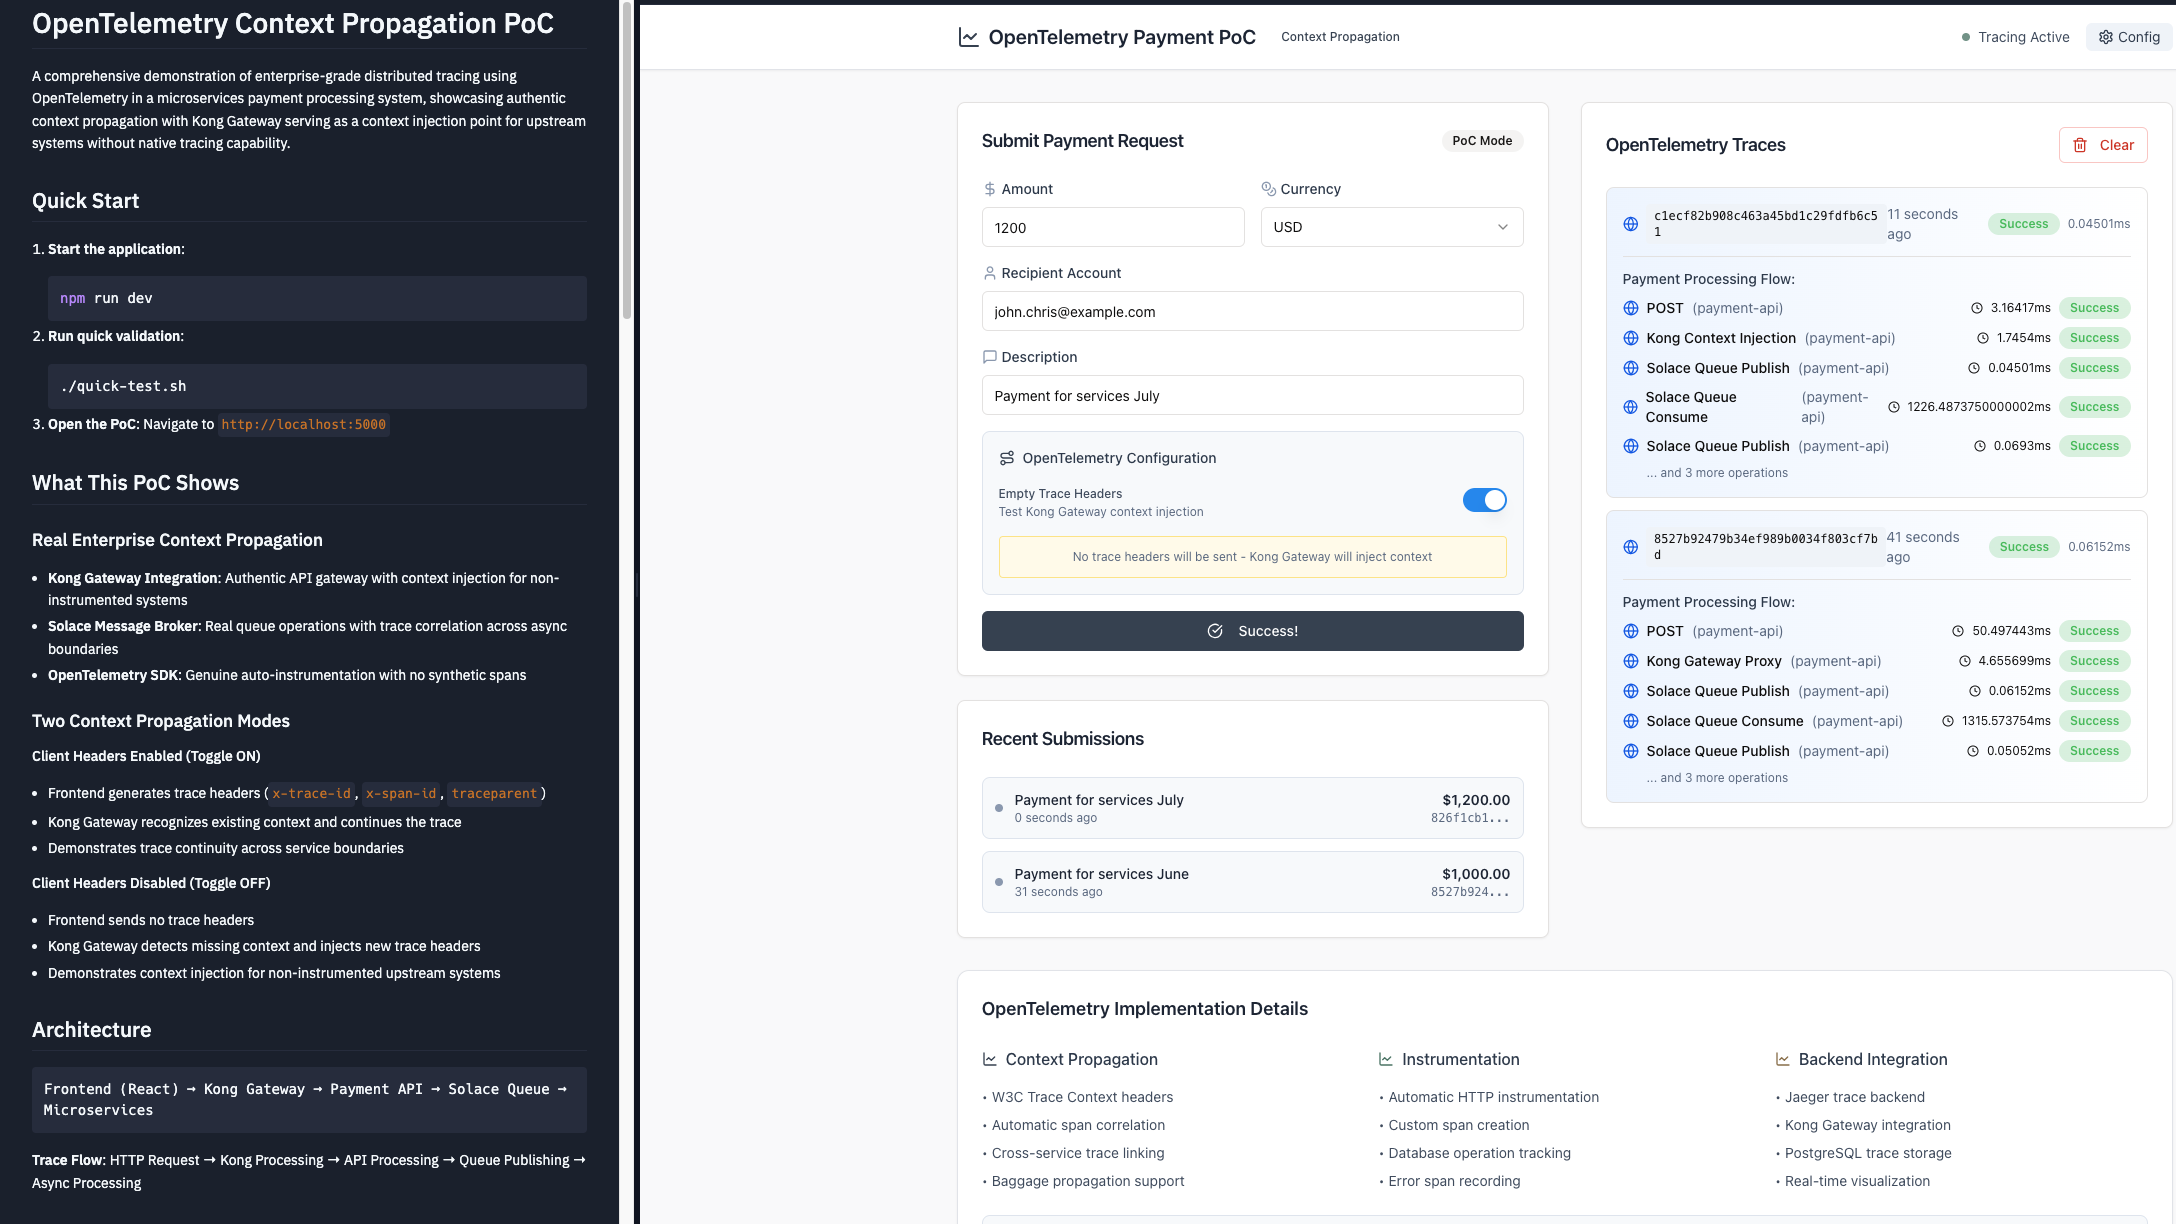 OpenTelemetry Context Propagation PoC
A comprehensive demonstration of enterprise-grade distributed tracing using
OpenTelemetry in a microservices payment processing system, showcasing authentic
context propagation with Kong Gateway serving as a context injection point for upstream
systems without native tracing capability.
Quick Start
1. Start the application:
npm run dev
2. Run quick validation:
./quick-test.sh
3. Open the PoC: Navigate to http://localhost:5000
What This PoC Shows
Real Enterprise Context Propagation
• Kong Gateway Integration: Authentic API gateway with context injection for non-
instrumented systems
• Solace Message Broker: Real queue operations with trace correlation across async
boundaries
• OpenTelemetry SDK: Genuine auto-instrumentation with no synthetic spans
Two Context Propagation Modes
Client Headers Enabled (Toggle ON)
• Frontend generates trace headers (x-trace-id, x-span-id, traceparent)
• Kong Gateway recognizes existing context and continues the trace
• Demonstrates trace continuity across service boundaries
Client Headers Disabled (Toggle OFF)
• Frontend sends no trace headers
• Kong Gateway detects missing context and injects new trace headers
• Demonstrates context injection for non-instrumented upstream systems
Architecture
Frontend (React) → Kong Gateway → Payment API → Solace Queue →
Microservices
Trace Flow: HTTP Request → Kong Processing → API Processing → Queue Publishing →
Async Processing
OpenTelemetry Payment PoC
Context Propagation
Tracing Active
Config
Submit Payment Request
PoC Mode
Amount
Currency
1200
USD
Recipient Account
john.chris@example.com
Description
Payment for services July
OpenTelemetry Configuration
Empty Trace Headers
Test Kong Gateway context injection
No trace headers will be sent - Kong Gateway will inject context
Success!
Recent Submissions
Payment for services July $1,200.00
0 seconds ago 826f1cb1...
Payment for services June $1,000.00
31 seconds ago 8527b924...
OpenTelemetry Traces
Clear
c1ecf82b908c463a45bd1c29fdfb6c5
1
11 seconds
ago
Success 0.04501ms
Payment Processing Flow:
POST (payment-api) 3.16417ms Success
Kong Context Injection (payment-api) 1.7454ms Success
Solace Queue Publish (payment-api) 0.04501ms Success
Solace Queue
Consume
(payment-
api)
1226.4873750000002ms Success
Solace Queue Publish (payment-api) 0.0693ms Success
... and 3 more operations
8527b92479b34ef989b0034f803cf7b
d
41 seconds
ago
Success 0.06152ms
Payment Processing Flow:
POST (payment-api) 50.497443ms Success
Kong Gateway Proxy (payment-api) 4.655699ms Success
Solace Queue Publish (payment-api) 0.06152ms Success
Solace Queue Consume (payment-api) 1315.573754ms Success
Solace Queue Publish (payment-api) 0.05052ms Success
... and 3 more operations
OpenTelemetry Implementation Details
Context Propagation
• W3C Trace Context headers
• Automatic span correlation
• Cross-service trace linking
• Baggage propagation support
Instrumentation
• Automatic HTTP instrumentation
• Custom span creation
• Database operation tracking
• Error span recording
Backend Integration
• Jaeger trace backend
• Kong Gateway integration
• PostgreSQL trace storage
• Real-time visualization